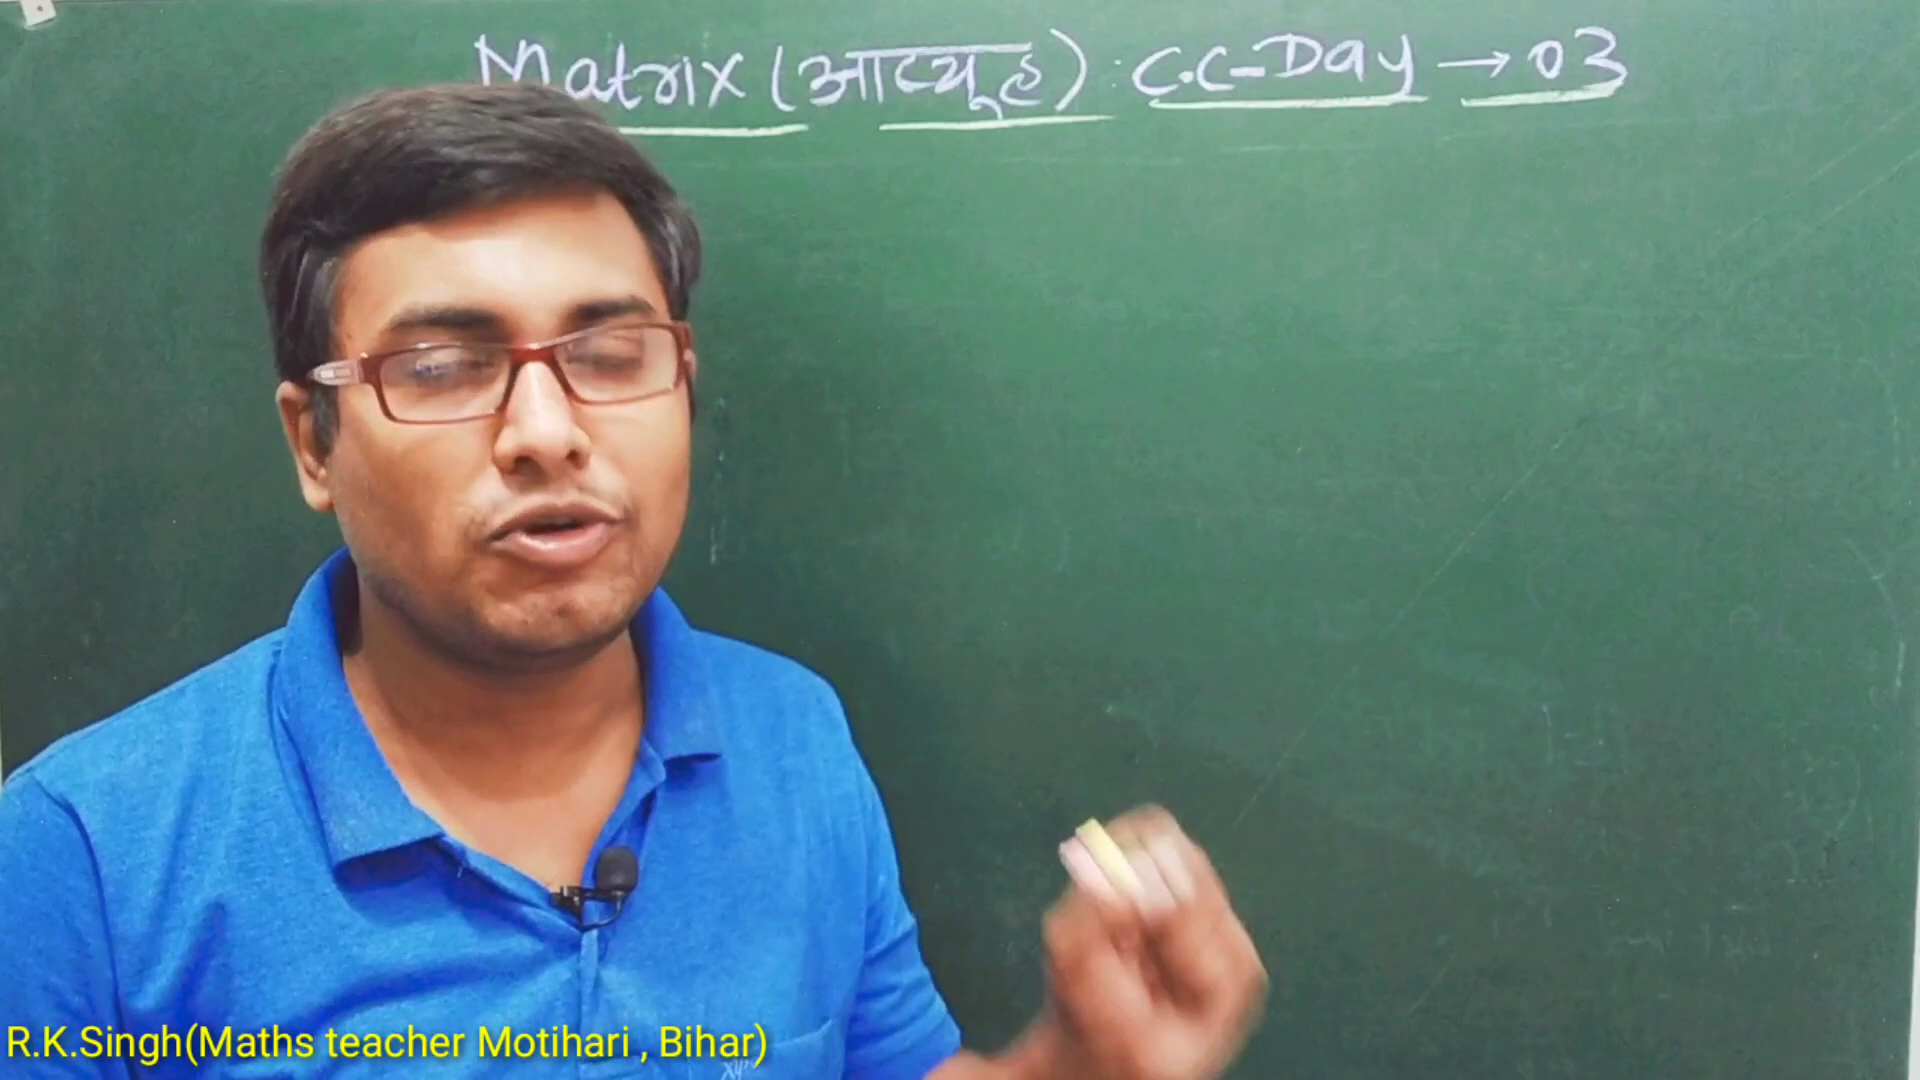 Matrix (आव्यूह) : C.C-Day → 03
R.K.Singh(Maths teacher Motihari , Bihar)